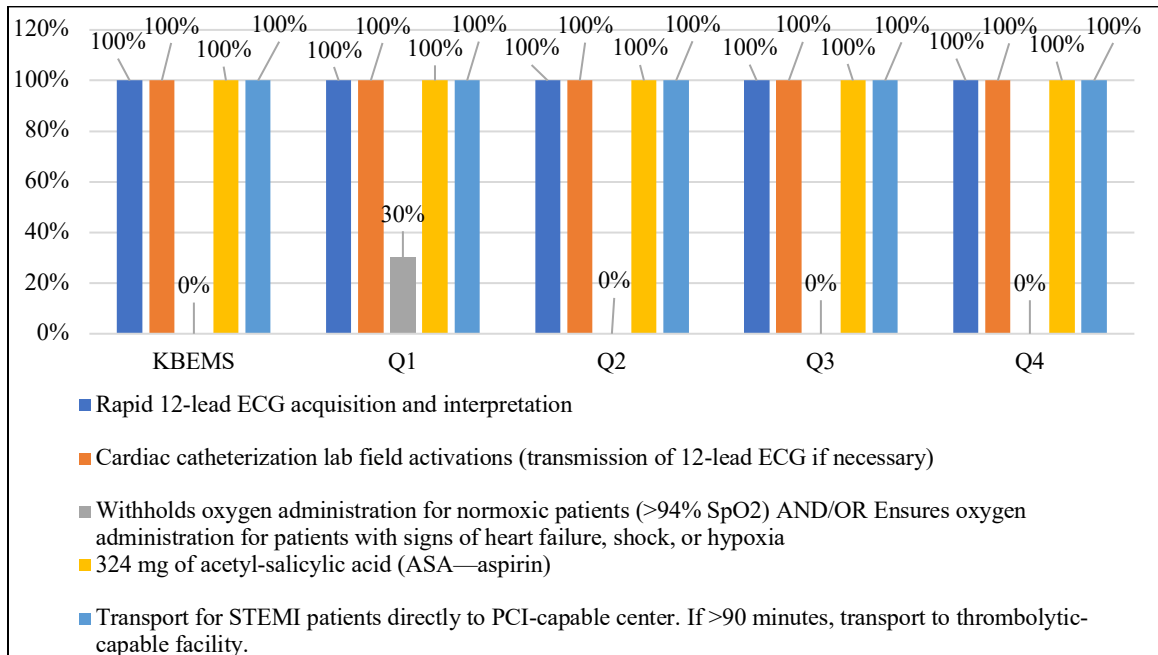 120%
100%
80%
60%
40%
20%
0%
100% 100% 0% 100% 100%
100% 100% 30% 100% 100%
100% 100% 0% 100% 100%
100% 100% 0% 100% 100%
100% 100% 0% 100% 100%
KBEMS Q1 Q2 Q3 Q4
Rapid 12-lead ECG acquisition and interpretation
Cardiac catheterization lab field activations (transmission of 12-lead ECG if necessary)
Withholds oxygen administration for normoxic patients (>94% SpO2) AND/OR Ensures oxygen
administration for patients with signs of heart failure, shock, or hypoxia
324 mg of acetyl-salicylic acid (ASA—aspirin)
Transport for STEMI patients directly to PCI-capable center. If >90 minutes, transport to thrombolytic-
capable facility.